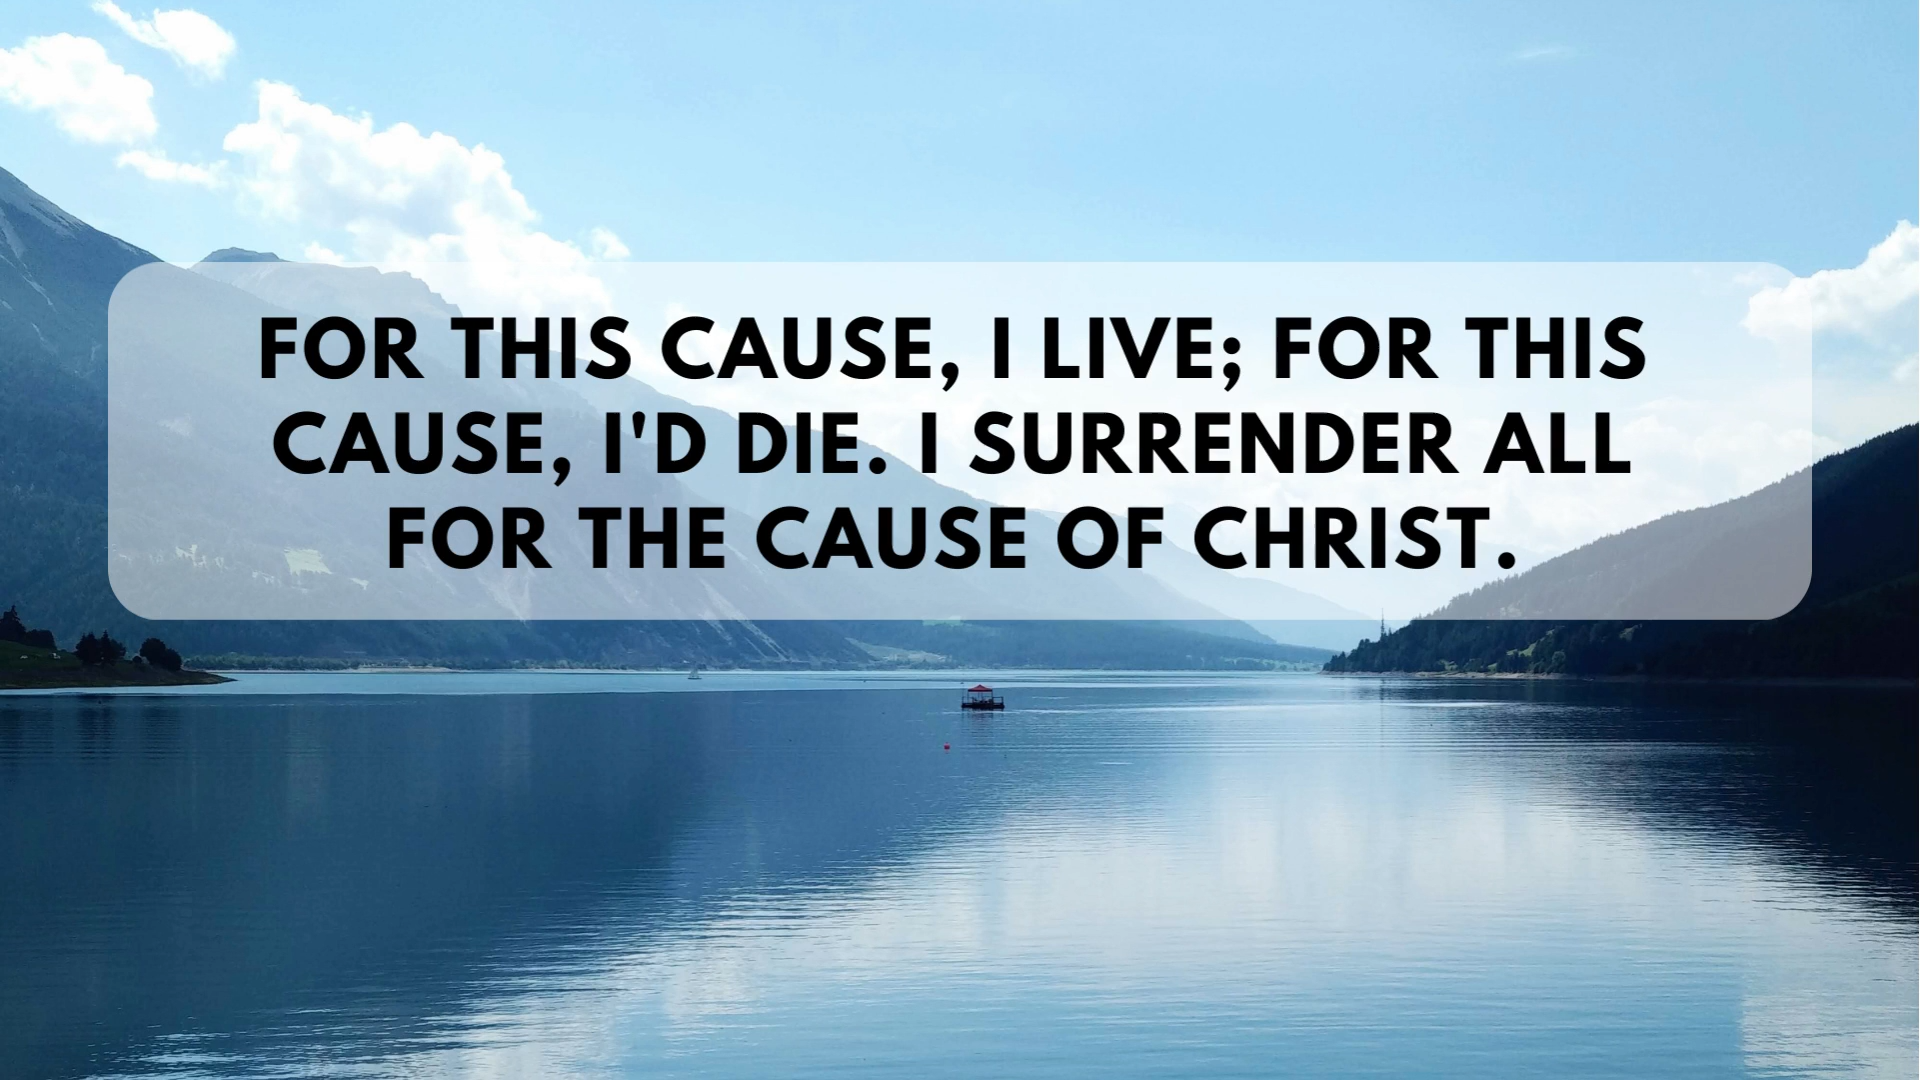 FOR THIS CAUSE, I LIVE; FOR THIS
CAUSE, I'D DIE. I SURRENDER ALL
FOR THE CAUSE OF CHRIST.